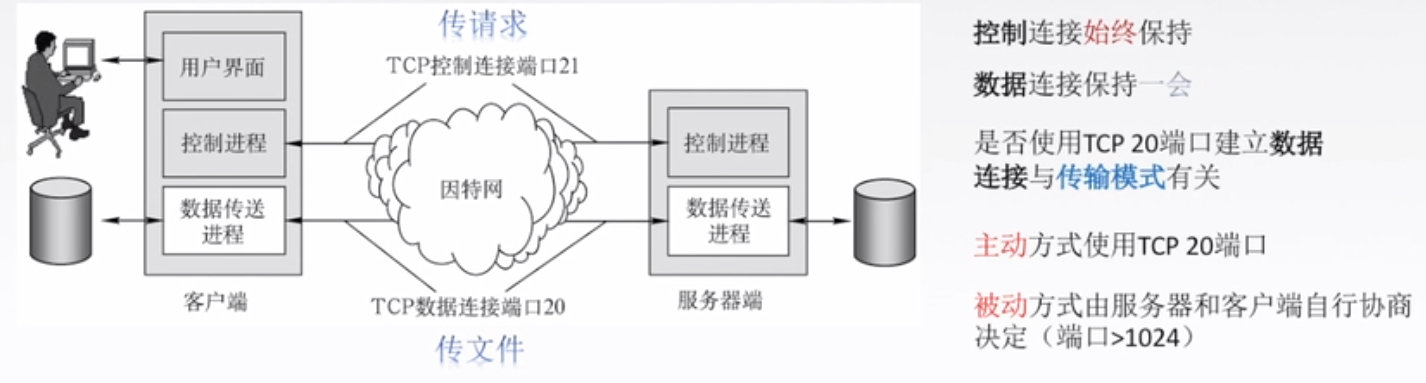 传请求
TCP控制连接端口21
用户界面
控制进程
数据传送
进程
因特网
控制进程
数据传送
进程
客户端
TCP数据连接端口20
服务器端
传文件
控制连接始终保持
数据连接保持一会
是否使用TCP 20端口建立数据
连接与传输模式有关
主动方式使用TCP 20端口
被动方式由服务器和客户端自行协商
决定（端口>1024）